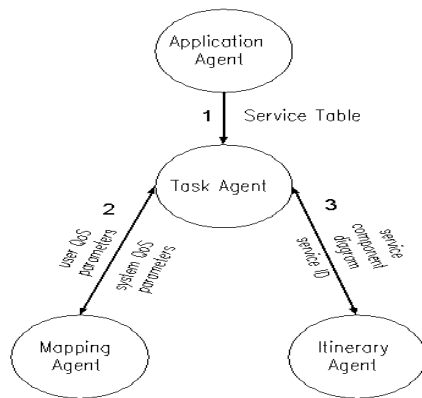 Application
Agent
1
Service Table
Task Agent
2
user QoS
parameters
system QoS
parameters
3
service
component
diagram
service ID
Mapping
Agent
Itinerary
Agent